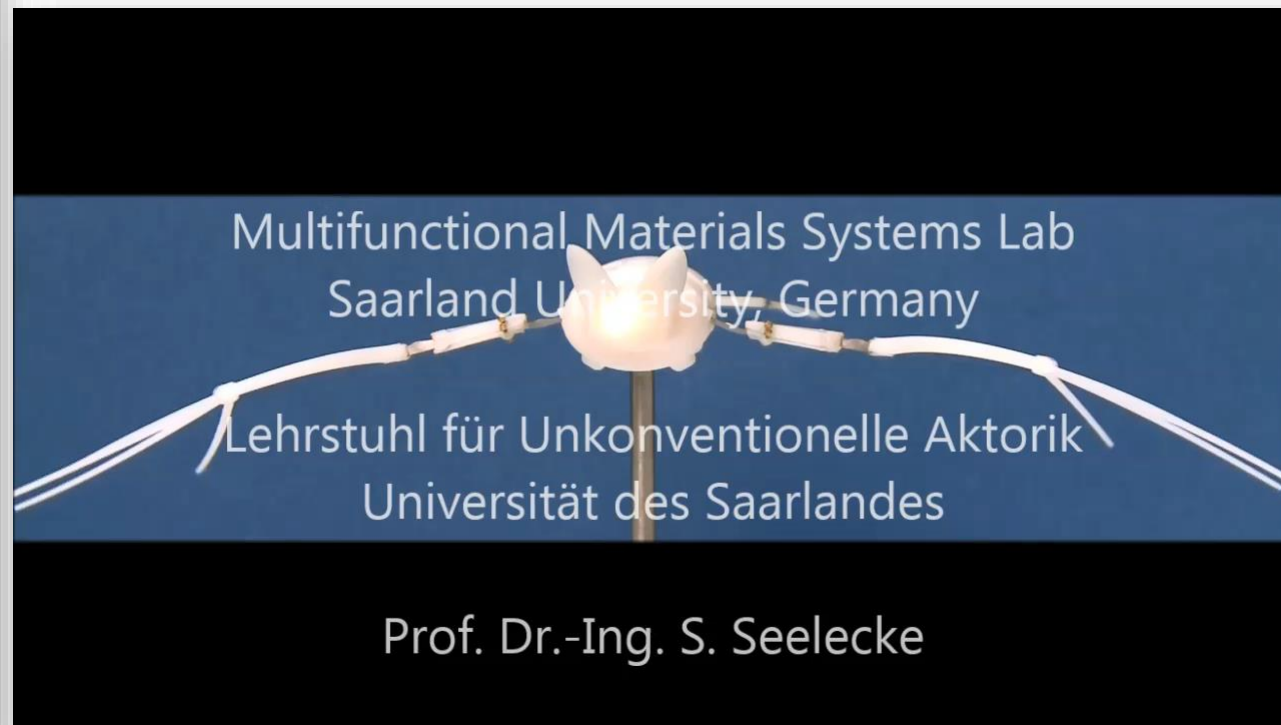 Multifunctional Materials Systems Lab
Saarland University, Germany
Lehrstuhl für Unkonventionelle Aktorik
Universität des Saarlandes
Prof. Dr.-Ing. S. Seelecke